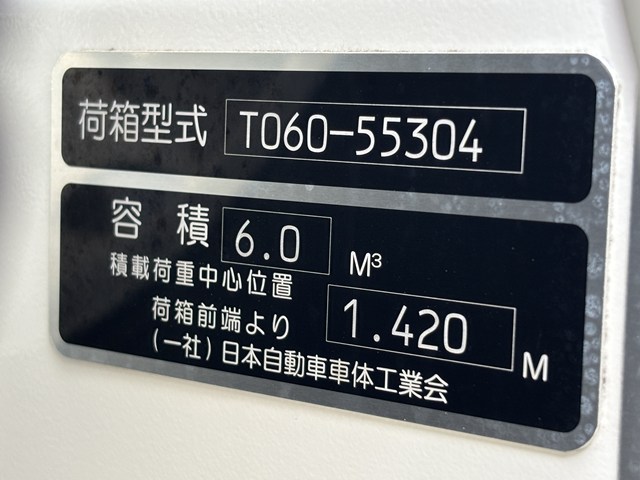 荷箱型式 T060-55304
容積 6.0 M³
積載荷重中心位置
荷箱前端より 1.420 M
(一社)日本自動車車体工業会